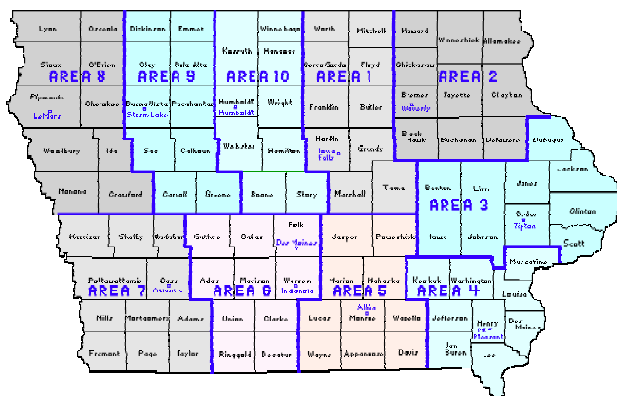 Lyon Osceola Dickinson Emmet Winnebago Worth Mitchell Howard Winneshiek Allamakee
Kossuth Hancock
Sioux O'Brien Clay Palo Alto Cerro Gordo Floyd Chickasaw
AREA 8 AREA 9 AREA 10 AREA 1 AREA 2
Plymouth Cherokee Buena Vista Pocahontas Humboldt Wright Franklin Butler Bremer Fayette Clayton
LeMars Storm Lake Humboldt Waverly
Woodbury Ida Sac Calhoun Webster Hamilton Hardin Grundy Black Hawk Buchanan Delaware Dubuque
Iowa Falls
Monona Crawford Carroll Greene Boone Story Marshall Tama Benton Linn Jones Jackson
AREA 3
Clinton
Cedar
Tipton
Harrison Shelby Audubon Guthrie Dallas Polk Jasper Poweshiek Iowa Johnson Scott
Des Moines
Muscatine
Pottawattamie Cass Adair Madison Warren Marion Mahaska Keokuk Washington
Atlantic Indianola
AREA 7 AREA 6 AREA 5 AREA 4
Louisa
Mills Montgomery Adams Union Clarke Lucas Monroe Wapello Jefferson Henry Des Moines
Albia
Mt Pleasant
Fremont Page Taylor Ringgold Decatur Wayne Appanoose Davis Van Buren Lee